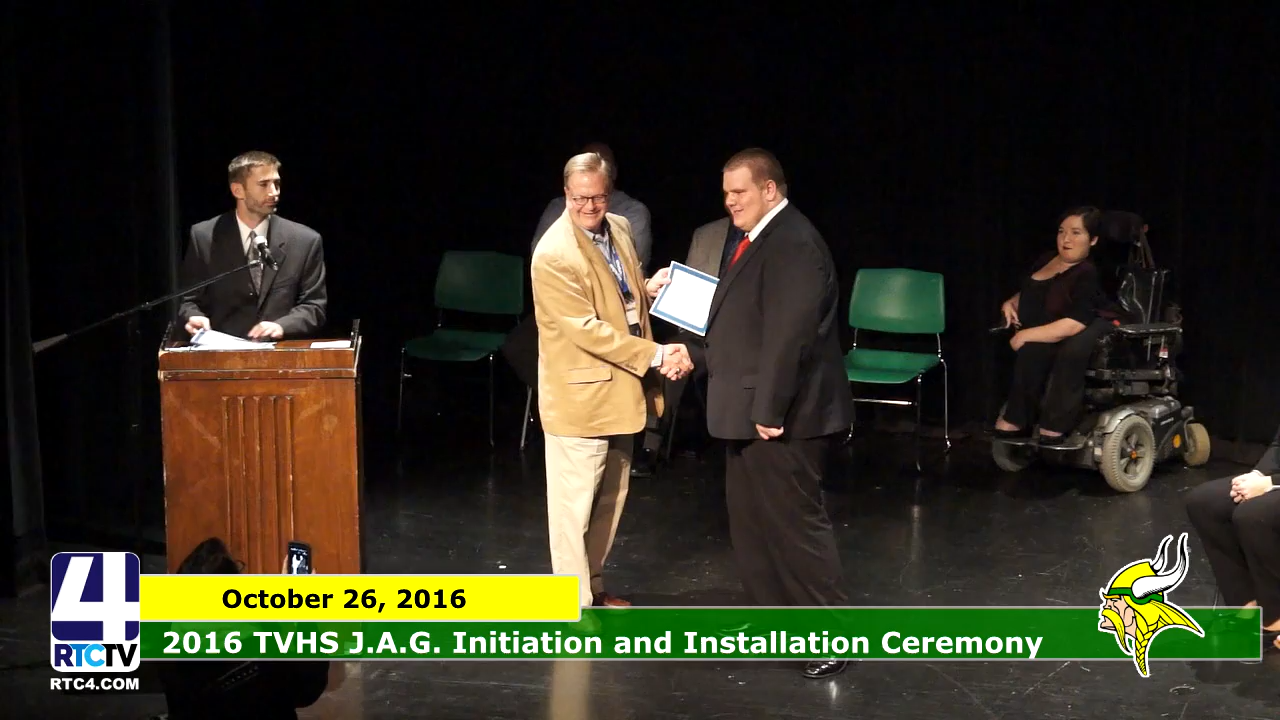 October 26, 2016
2016 TVHS J.A.G. Initiation and Installation Ceremony
4
RTCTV
RTC4.COM